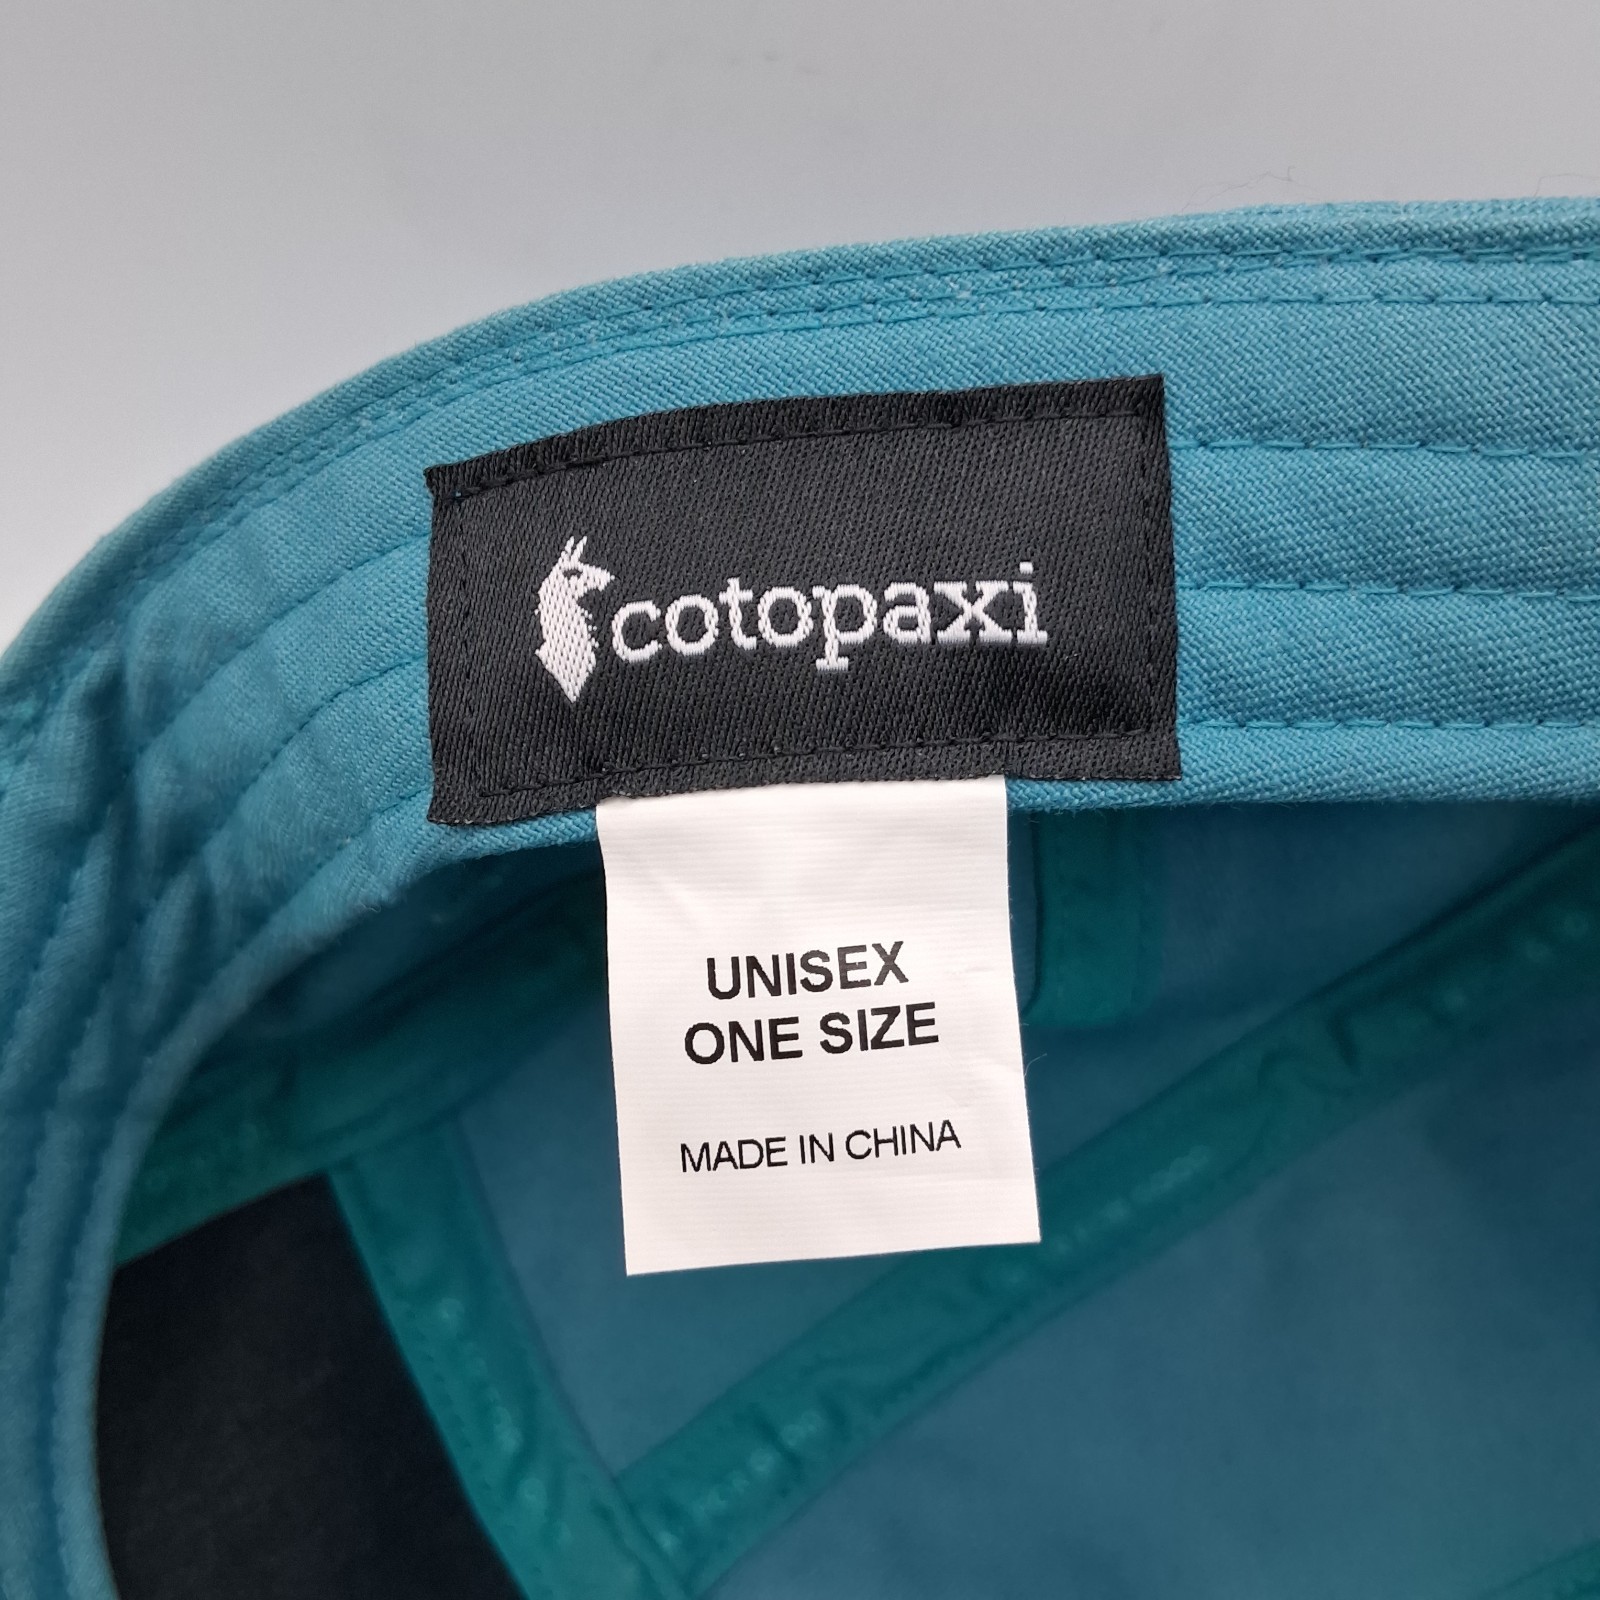 cotopaxi
UNISEX
ONE SIZE
MADE IN CHINA